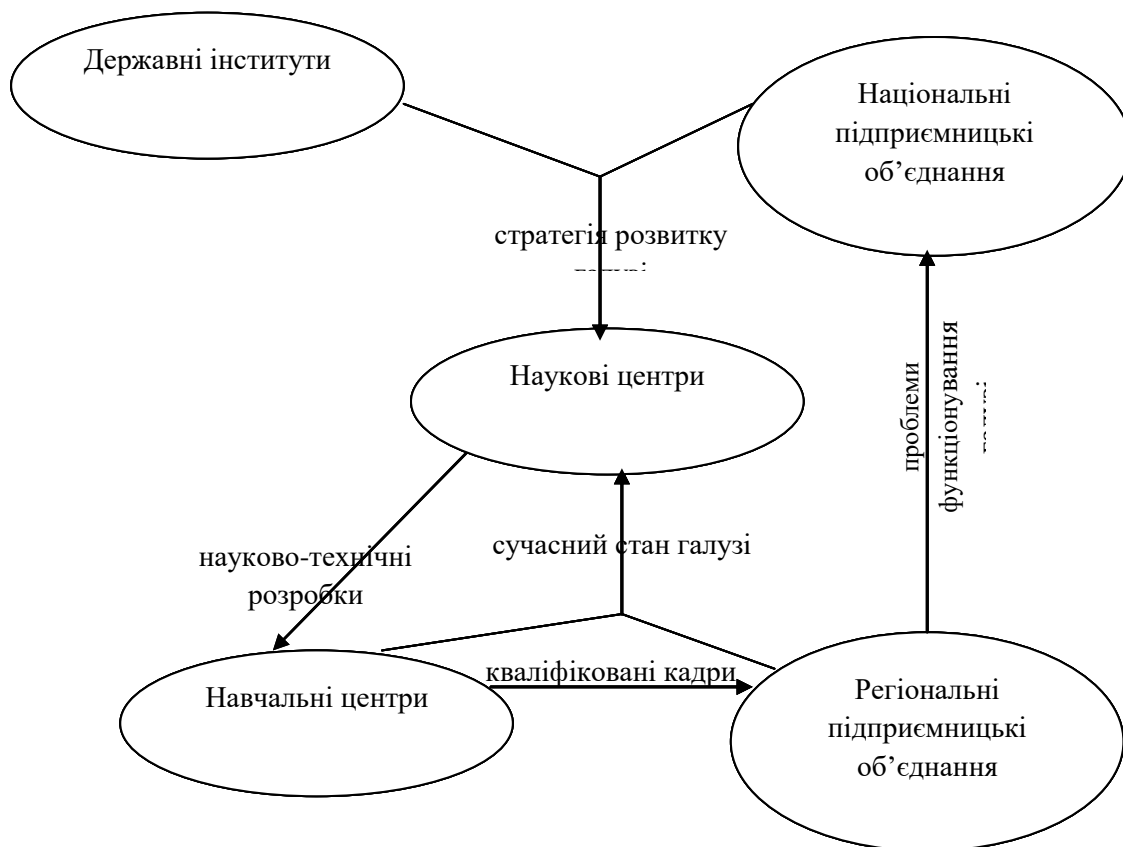 Державні інститути
Національні
підприємницькі
об’єднання
стратегія розвитку
Наукові центри
проблеми
функціонування
науково-технічні
розробки
сучасний стан галузі
кваліфіковані кадри
Навчальні центри
Регіональні
підприємницькі
об’єднання